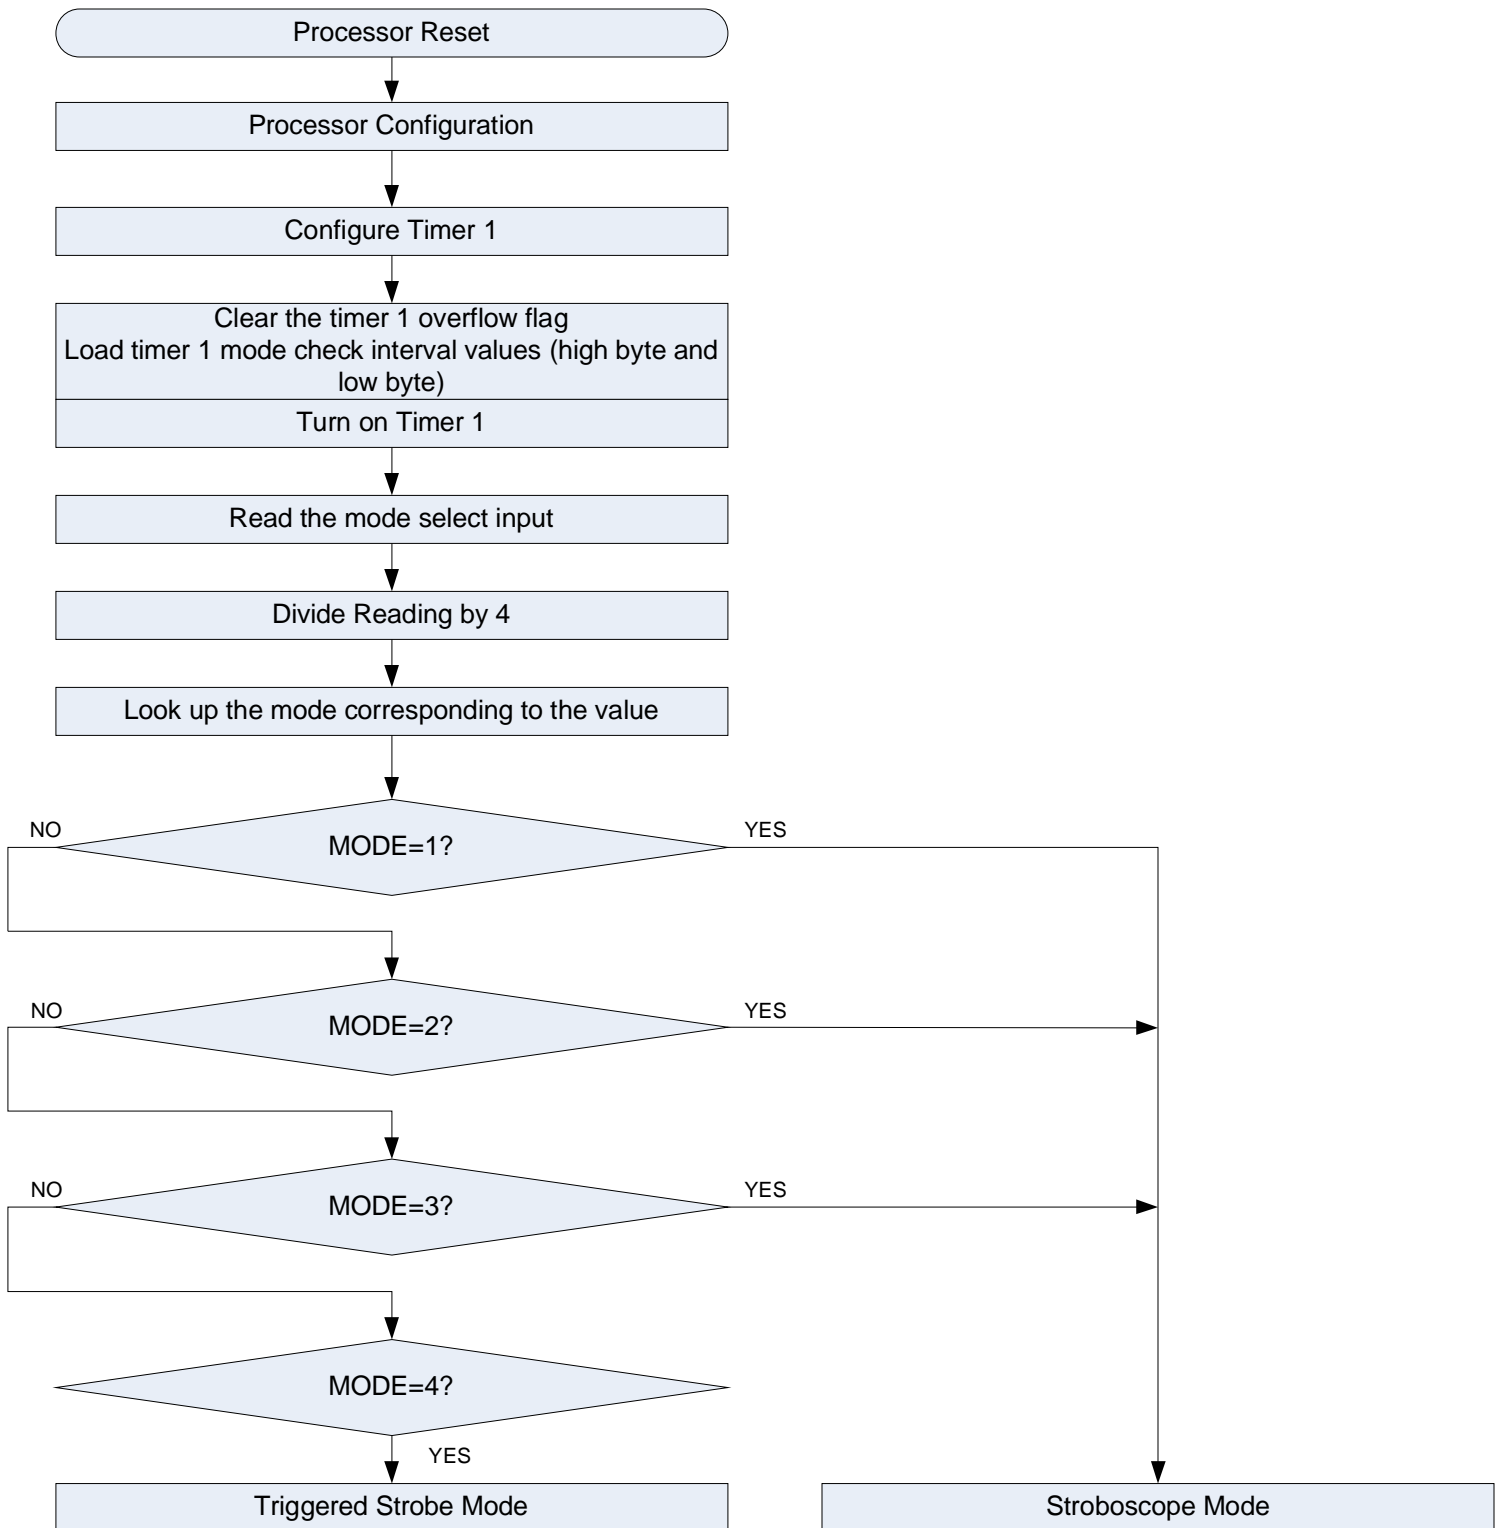 Processor Reset
Processor Configuration
Configure Timer 1
Clear the timer 1 overflow flag
Load timer 1 mode check interval values (high byte and
low byte)
Turn on Timer 1
Read the mode select input
Divide Reading by 4
Look up the mode corresponding to the value
NO
MODE=1?
YES
NO
MODE=2?
YES
NO
MODE=3?
YES
MODE=4?
YES
Triggered Strobe Mode
Stroboscope Mode